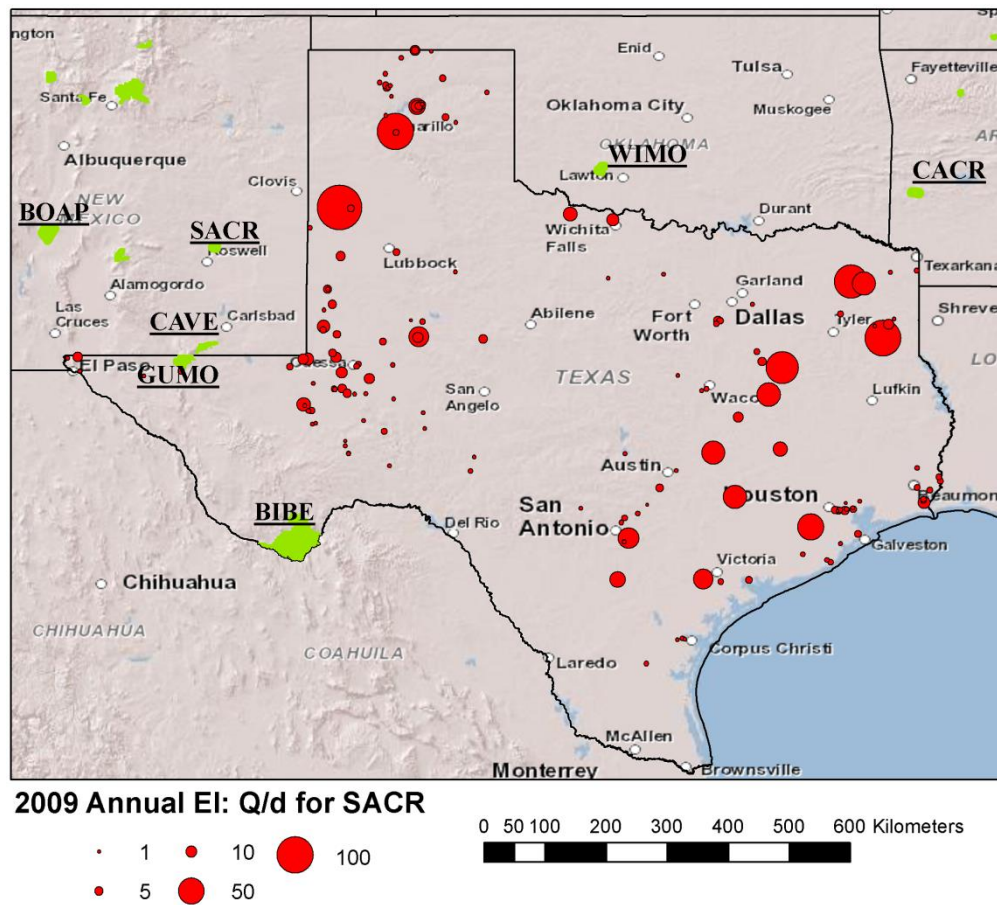 ington
Enid
Tulsa
Fayetteville
Santa Fe
Oklahoma City
Muskogee
arillo
Albuquerque
OKLAHOMA
AR
WIMO
Lawton
CACR
Clovis
NEW
MEXICO
BOAP
SACR
Durant
Wichita
Falls
Roswell
Lubbock
Texarkana
Alamogordo
Garland
Las
Cruces
CAVE
Carlsbad
Abilene
Fort
Worth
Dallas
Tyler
Shreve
El Paso
GUMO
Odessa
TEXAS
LO
San
Angelo
Waco
Lufkin
Austin
Houston
Beaumont
San
Antonio
BIBE
Del Rio
Galveston
Victoria
Chihuahua
CHIHUAHUA
COAHUILA
Laredo
Corpus Christi
McAllen
Monterrey
Brownsville
2009 Annual EI: Q/d for SACR
1 10 100
5 50
0 50 100 200 300 400 500 600 Kilometers